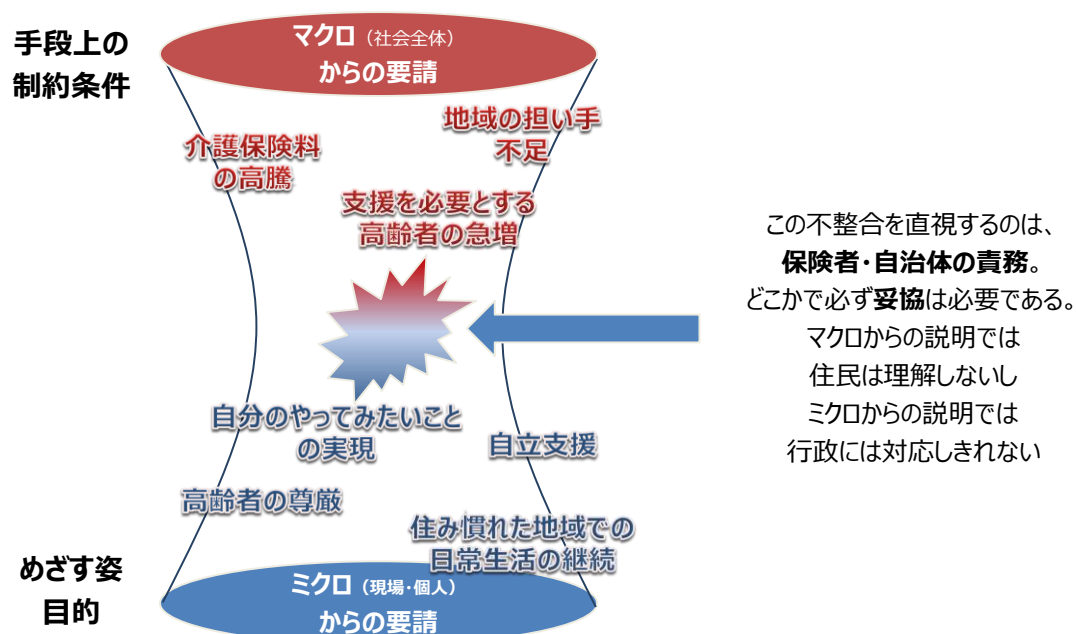 手段上の
制約条件
マクロ（社会全体）
からの要請
地域の担い手
不足
介護保険料
の高騰
支援を必要とする
高齢者の急増
この不整合を直視するのは、
保険者・自治体の責務。
どこかで必ず妥協は必要である。
マクロからの説明では
住民は理解しないし
ミクロからの説明では
行政には対応しきれない
自分のやってみたいこと
の実現
自立支援
高齢者の尊厳
住み慣れた地域での
日常生活の継続
めざす姿
目的
ミクロ（現場・個人）
からの要請